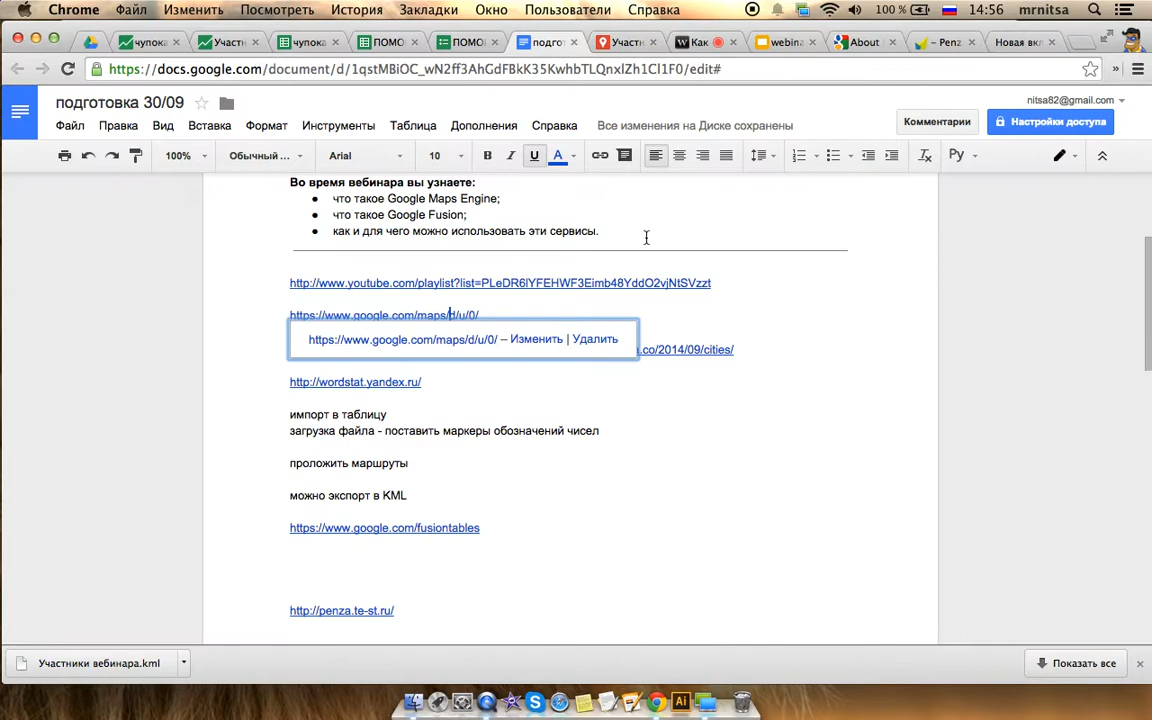 Chrome Файл Изменить Посмотреть История Закладки Окно Пользователи Справка 100 % 14:56 mrnitsa
чупока Участн чупока ПОМО ПОМО подгот Участн Как webina About - Penz Новая вкл
https://docs.google.com/document/d/1qstMBiOC_wN2ff3AhGdFBkK35KwhbTLQnxlZh1Cl1F0/edit#
подготовка 30/09 nitsa82@gmail.com
Файл Правка Вид Вставка Формат Инструменты Таблица Дополнения Справка Все изменения на Диске сохранены Комментарии Настройки доступа
100% Обычный ... Arial 10 B I U A Py
Во время вебинара вы узнаете:
● что такое Google Maps Engine;
● что такое Google Fusion;
● как и для чего можно использовать эти сервисы.
http://www.youtube.com/playlist?list=PLeDR6lYFEHWF3Eimb48YddO2vjNtSVzzt
https://www.google.com/maps/d/u/0/
https://www.google.com/maps/d/u/0/ – Изменить | Удалить
.co/2014/09/cities/
http://wordstat.yandex.ru/
импорт в таблицу
загрузка файла - поставить маркеры обозначений чисел
проложить маршруты
можно экспорт в KML
https://www.google.com/fusiontables
http://penza.te-st.ru/
Участники вебинара.kml Показать все